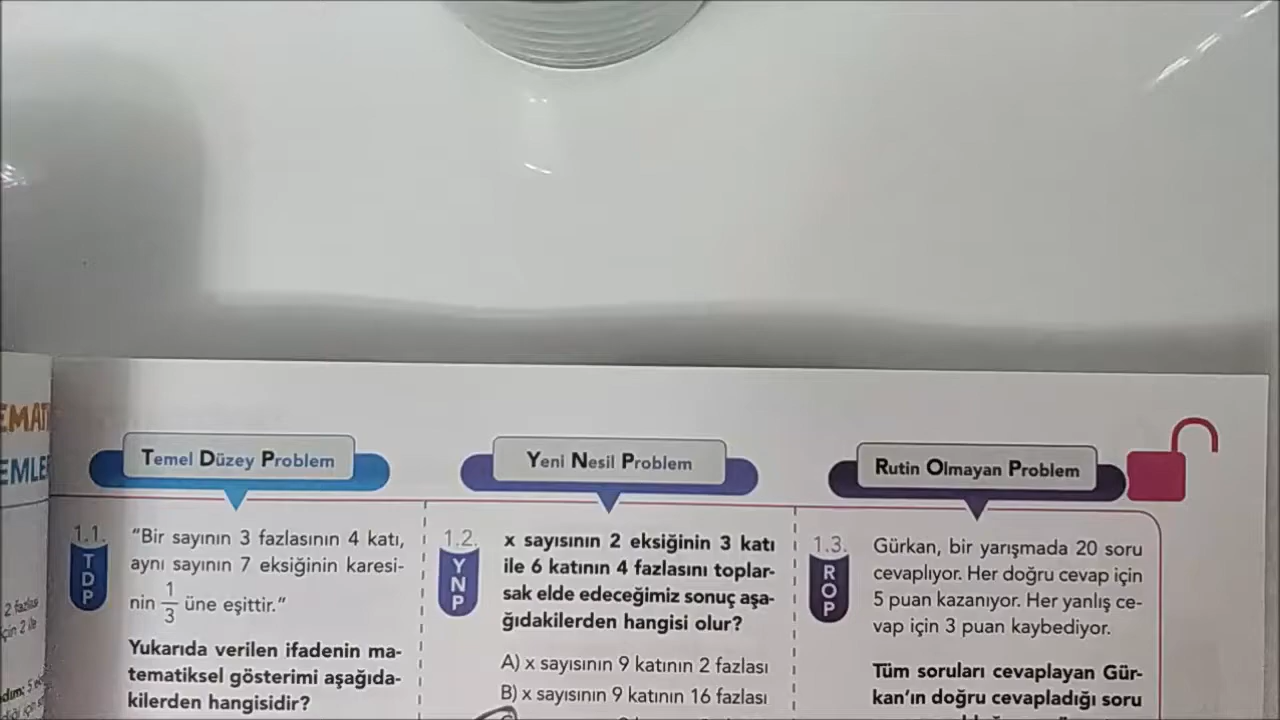 Temel Düzey Problem
1.1.
TDP
"Bir sayının 3 fazlasının 4 katı,
aynı sayının 7 eksiğinin karesi-
nin 1/3 üne eşittir."
Yukarıda verilen ifadenin ma-
tematiksel gösterimi aşağıda-
kilerden hangisidir?
Yeni Nesil Problem
1.2.
YNP
x sayısının 2 eksiğinin 3 katı
ile 6 katının 4 fazlasını toplar-
sak elde edeceğimiz sonuç aşa-
ğıdakilerden hangisi olur?
A) x sayısının 9 katının 2 fazlası
B) x sayısının 9 katının 16 fazlası
Rutin Olmayan Problem
1.3.
ROP
Gürkan, bir yarışmada 20 soru
cevaplıyor. Her doğru cevap için
5 puan kazanıyor. Her yanlış ce-
vap için 3 puan kaybediyor.
Tüm soruları cevaplayan Gür-
kan'ın doğru cevapladığı soru
2 fazlası
için 2 ile